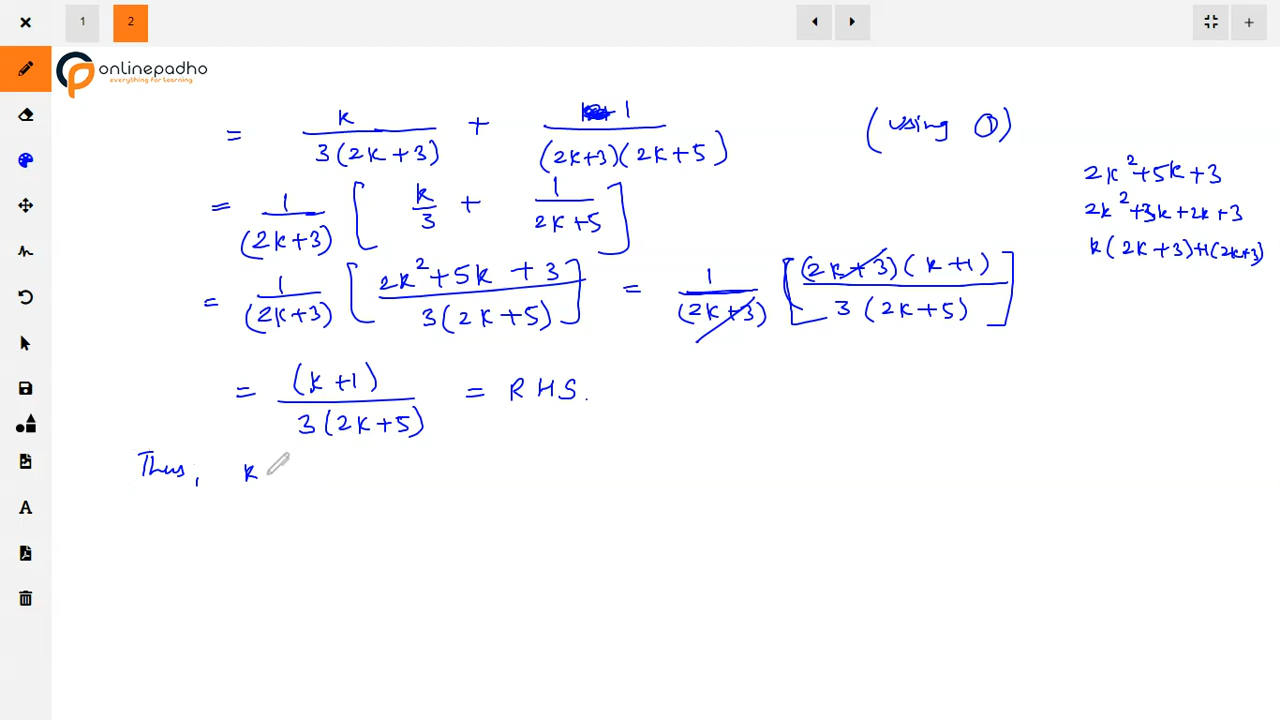 1 2
onlinepadho
everything for learning
= k / 3(2k+3) + 1 / (2k+3)(2k+5) (using ①)
= 1/(2k+3) [ k/3 + 1/(2k+5) ]
2k²+5k+3
2k²+3k+2k+3
k(2k+3)+1(2k+3)
= 1/(2k+3) [ 2k²+5k+3 / 3(2k+5) ] = 1/(2k+3) [ (2k+3)(k+1) / 3(2k+5) ]
= (k+1) / 3(2k+5) = RHS.
Thus, k
A